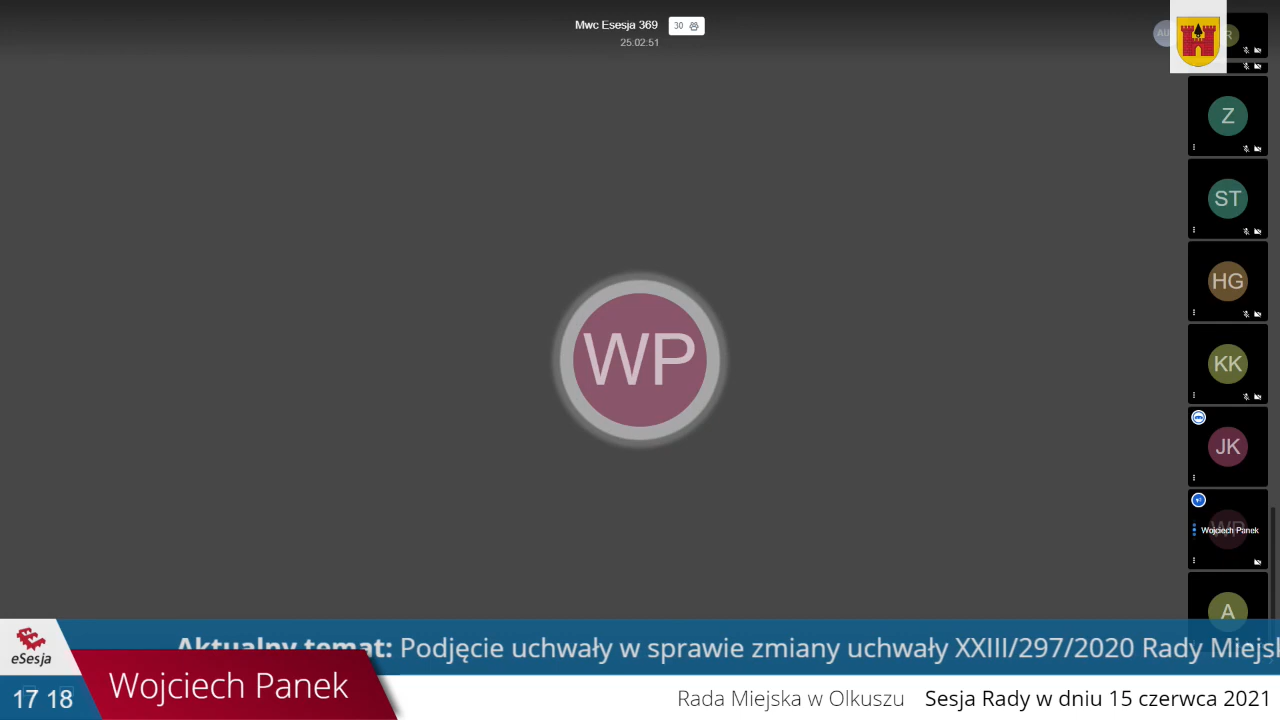 Mwc Esesja 369
30
25:02:51
AU
R
Z
ST
HG
KK
JK
WP
WP
Wojciech Panek
A
Aktualny temat: Podjęcie uchwały w sprawie zmiany uchwały XXIII/297/2020 Rady Miejsk
eSesja
Wojciech Panek
17 18
Rada Miejska w Olkuszu Sesja Rady w dniu 15 czerwca 2021